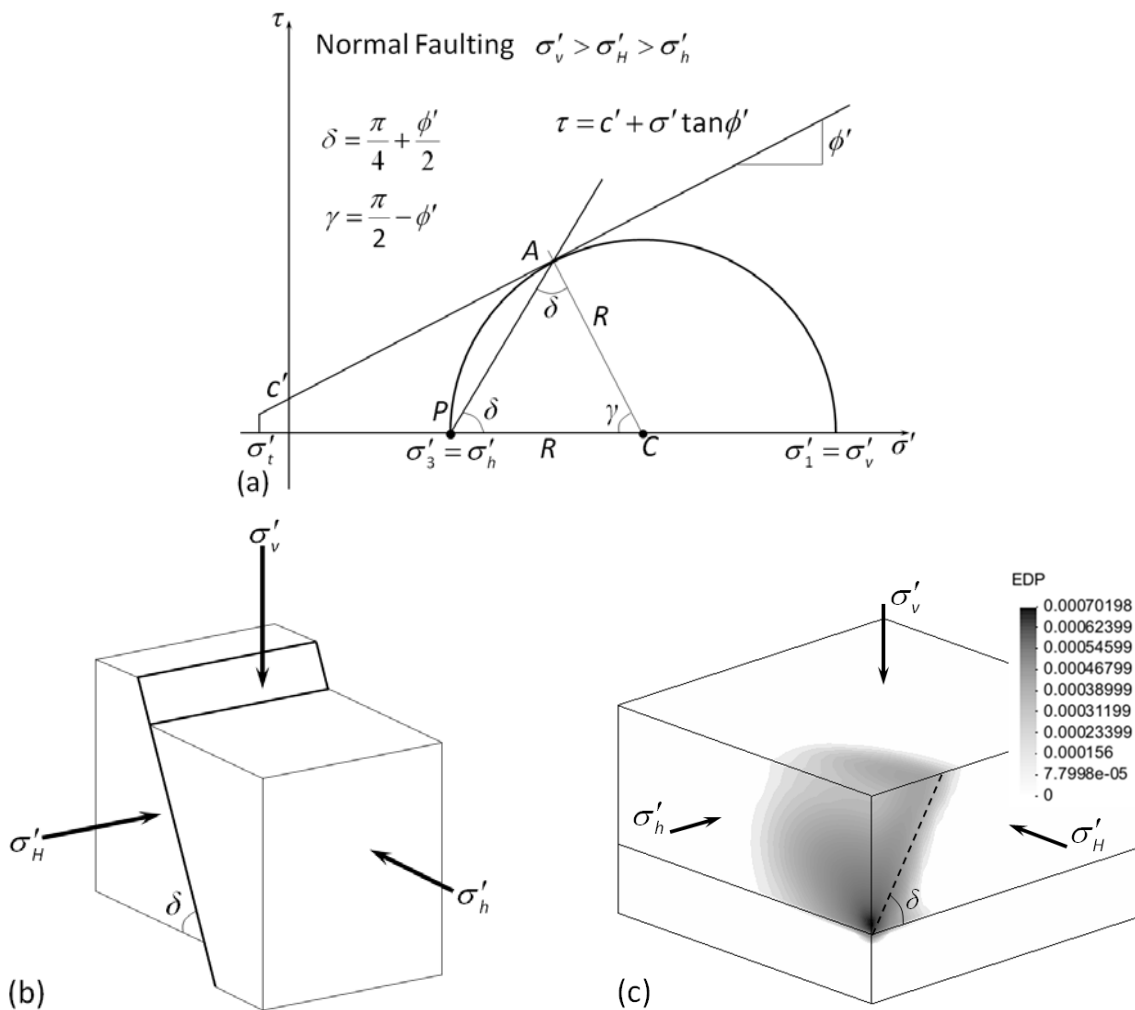 τ
Normal Faulting σ′v > σ′H > σ′h
δ = π/4 + φ′/2
τ = c′ + σ′ tanφ′
φ′
γ = π/2 − φ′
A
δ
R
c′
P
δ
γ
σ′t
σ′3 = σ′h
R
C
σ′1 = σ′v
σ′
(a)
σ′v
σ′H
δ
σ′h
(b)
EDP
0.00070198
0.00062399
0.00054599
0.00046799
0.00038999
0.00031199
0.00023399
0.000156
7.7998e-05
0
σ′v
σ′h
σ′H
δ
(c)